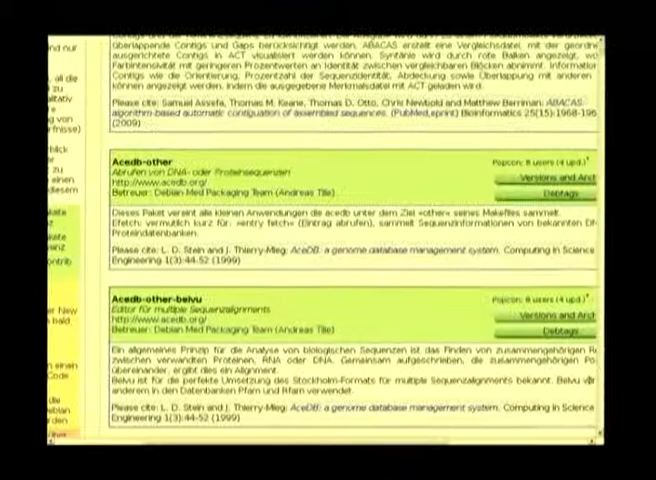 überlappende Contigs und Gaps berücksichtigt werden. ABACAS erstellt eine Vergleichsdatei, mit der geordne
ausgerichtete Contigs in ACT visualisiert werden können. Syntänie wird durch rote Balken angezeigt, wo
Farbintensivität mit geringeren Prozentwerten an Identität zwischen vergleichbaren Blöcken abnimmt. Information
Contigs wie die Orientierung, Prozentzahl der Sequenzidentität, Abdeckung sowie Überlappung mit anderen
können angezeigt werden, indem die ausgegebene Merkmalsdatei mit ACT geladen wird.
Please cite: Samuel Assefa, Thomas M. Keane, Thomas D. Otto, Chris Newbold and Matthew Berriman: ABACAS:
algorithm-based automatic contiguation of assembled sequences. (PubMed,eprint) Bioinformatics 25(15):1968-196
(2009)
Acedb-other
Popcon: 8 users (4 upd.)*
Abrufen von DNA- oder Proteinsequenzen
http://www.acedb.org/
Versions and Arch
Betreuer: Debian Med Packaging Team (Andreas Tille)
Debtags
Dieses Paket vereint alle kleinen Anwendungen die acedb unter dem Ziel »other« seines Makefiles sammelt.
Efetch: vermutlich kurz für: »entry fetch« (Eintrag abrufen), sammelt Sequenzinformationen von bekannten
Proteindatenbanken.
Please cite: L. D. Stein and J. Thierry-Mieg: AceDB: a genome database management system. Computing in Science
Engineering 1(3):44-52 (1999)
Acedb-other-belvu
Popcon: 9 users (4 upd.)*
Editor für multiple Sequenzalignments
http://www.acedb.org/
Versions and Arch
Betreuer: Debian Med Packaging Team (Andreas Tille)
Debtags
Ein allgemeines Prinzip für die Analyse von biologischen Sequenzen ist das Finden von zusammengehörigen
zwischen verwandten Proteinen, RNA oder DNA. Gemeinsam aufgeschrieben, die zusammengehörigen Po
übereinander, ergibt dies ein Alignment.
Belvu ist für die perfekte Umsetzung des Stockholm-Formats für multiple Sequenzalignments bekannt. Belvu
anderem in den Datenbanken Pfam und Rfam verwendet.
Please cite: L. D. Stein and J. Thierry-Mieg: AceDB: a genome database management system. Computing in Science
Engineering 1(3):44-52 (1999)